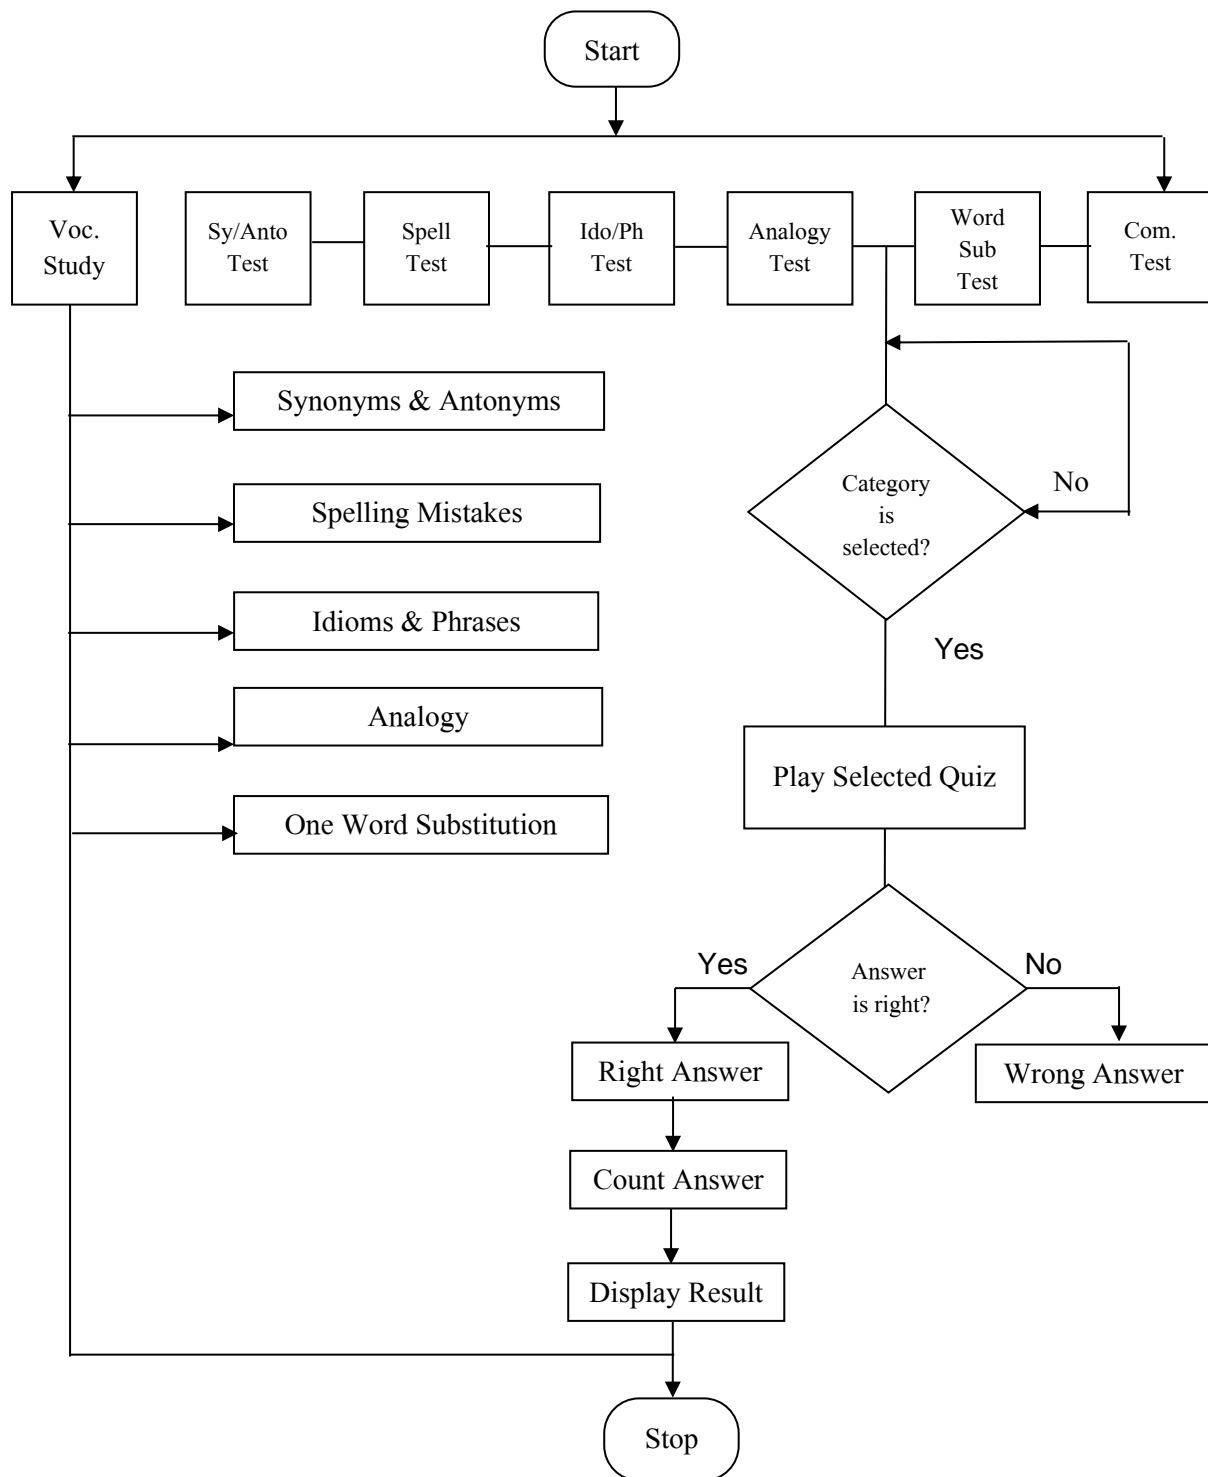 Start
Voc.
Study
Sy/Anto
Test
Spell
Test
Ido/Ph
Test
Analogy
Test
Word
Sub
Test
Com.
Test
Synonyms & Antonyms
Spelling Mistakes
Idioms & Phrases
Analogy
One Word Substitution
Category
is
selected?
No
Yes
Play Selected Quiz
Answer
is right?
Yes
No
Right Answer
Wrong Answer
Count Answer
Display Result
Stop